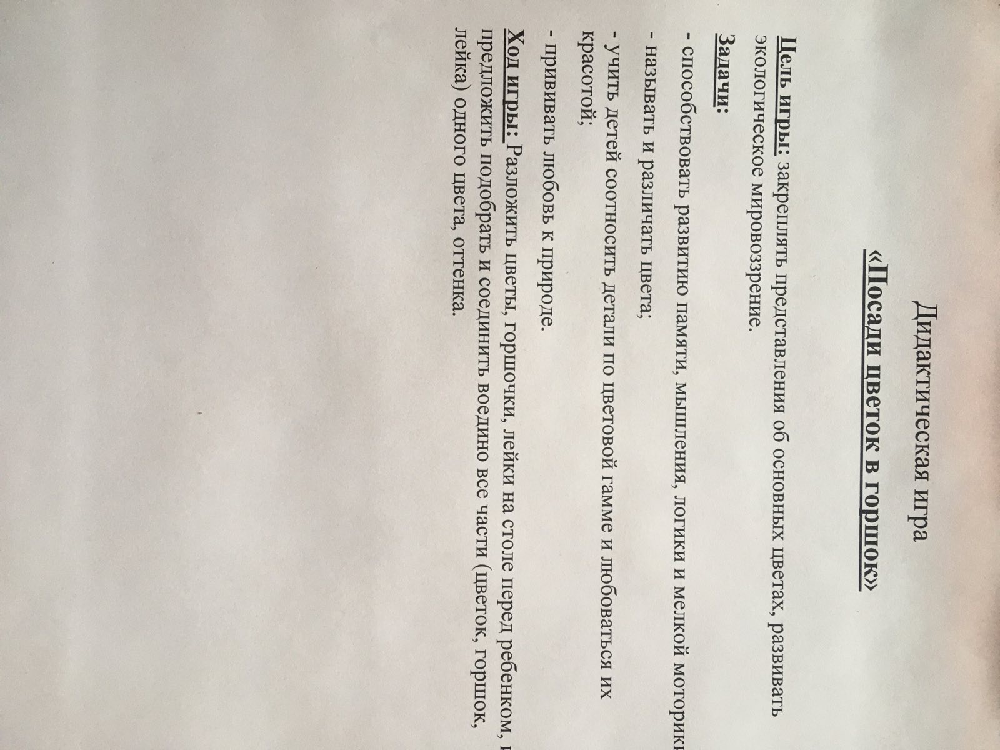 Дидактическая игра
«Посади цветок в горшок»
Цель игры: закреплять представления об основных цветах, развивать
экологическое мировоззрение.
Задачи:
- способствовать развитию памяти, мышления, логики и мелкой моторики
- называть и различать цвета;
- учить детей соотносить детали по цветовой гамме и любоваться их
красотой;
- прививать любовь к природе.
Ход игры: Разложить цветы, горшочки, лейки на столе перед ребенком,
предложить подобрать и соединить воедино все части (цветок, горшок,
лейка) одного цвета, оттенка.